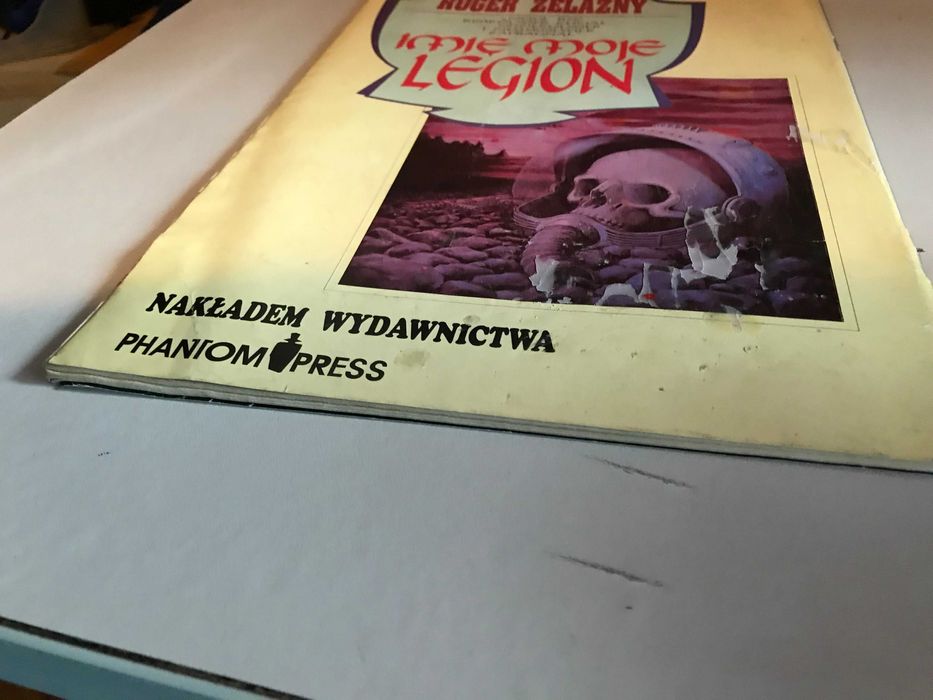 ROGER ZELAZNY
IMIĘ MOJE
LEGION
NAKŁADEM WYDAWNICTWA
PHANTOM PRESS